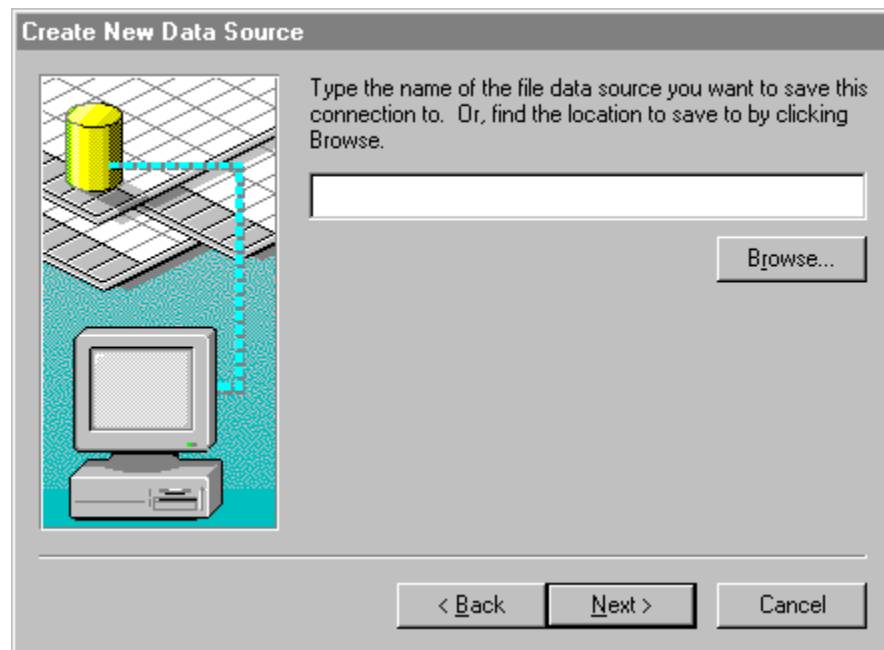 Create New Data Source
Type the name of the file data source you want to save this
connection to.  Or, find the location to save to by clicking
Browse.
Browse...
< Back
Next >
Cancel